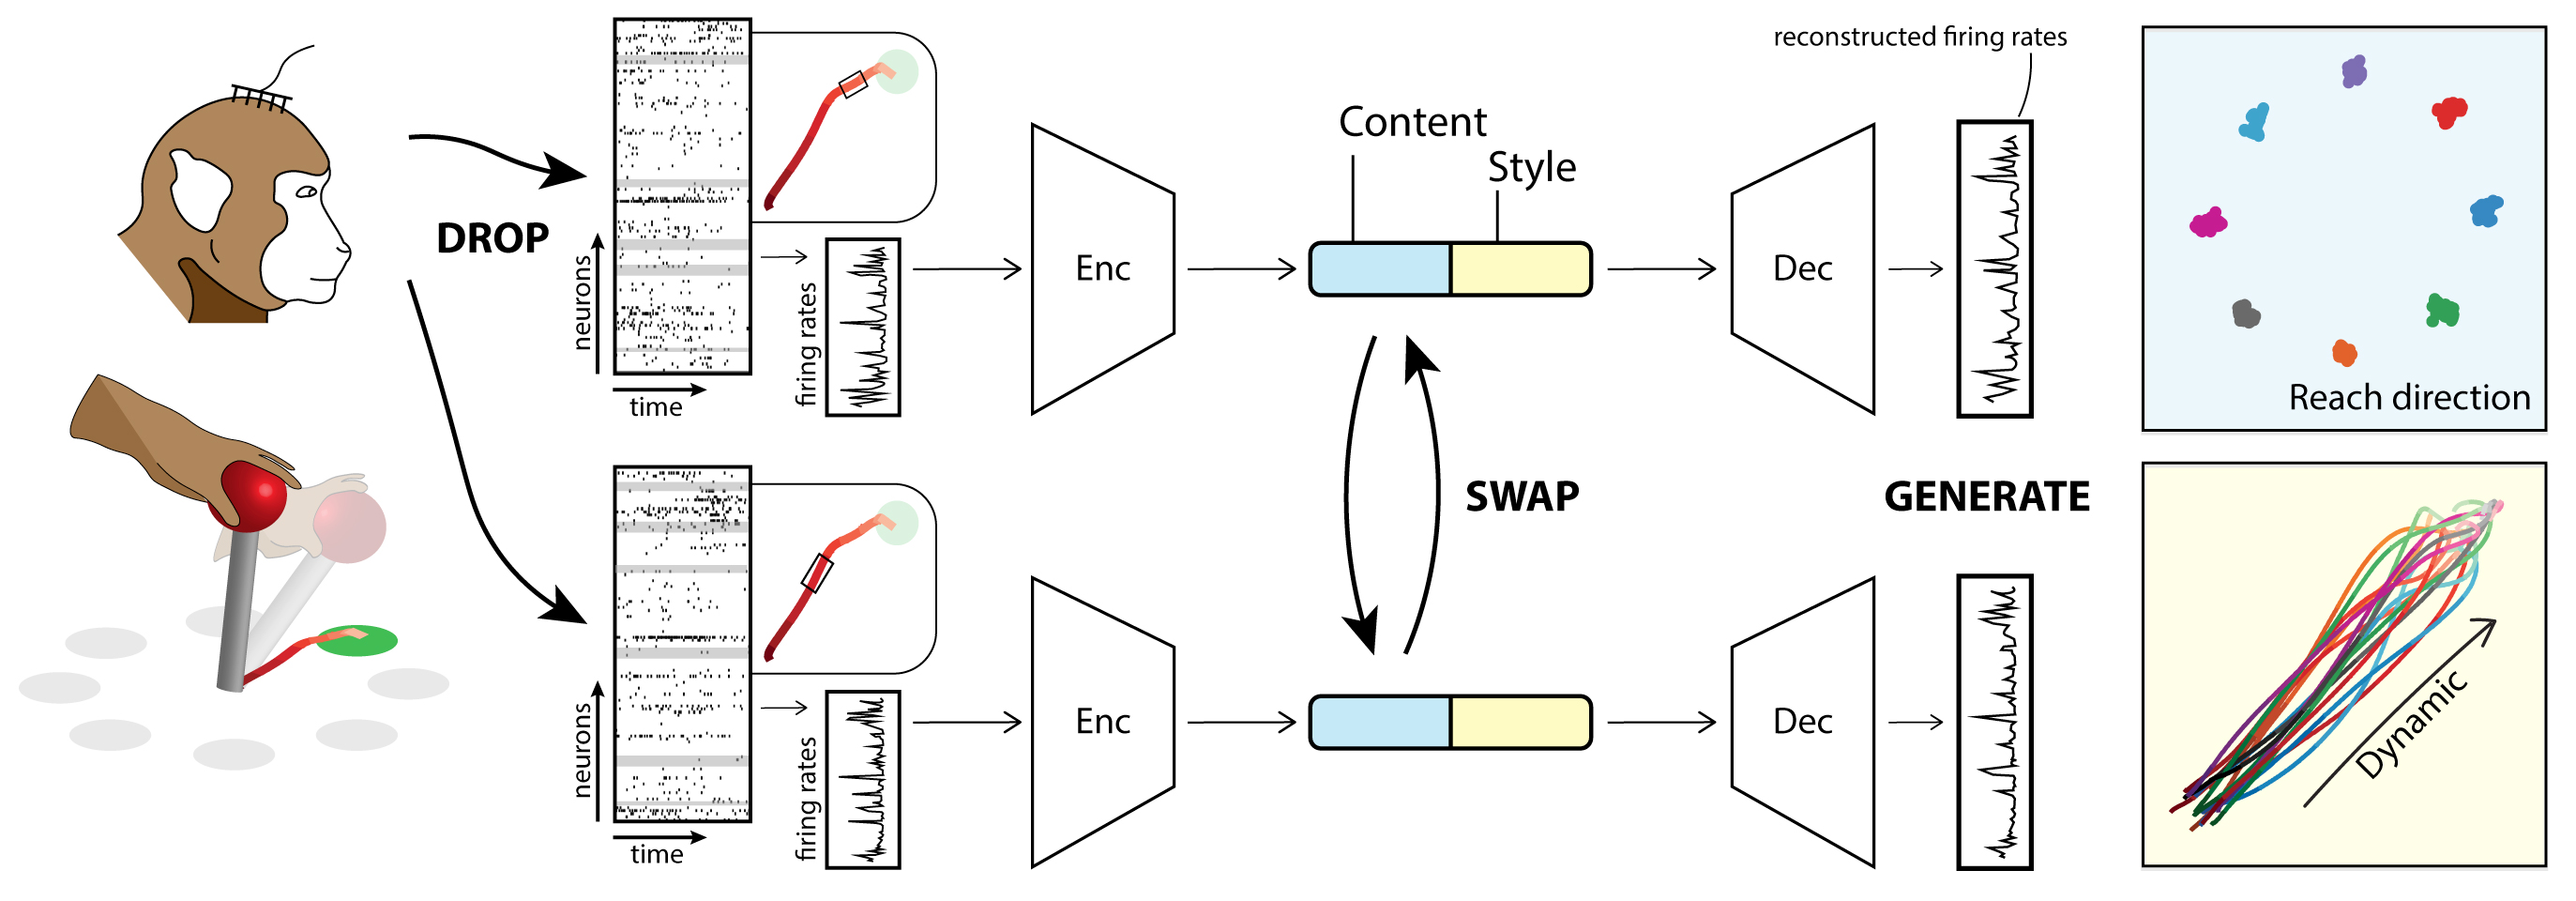 DROP
neurons
time
firing rates
Enc
Content
Style
Dec
reconstructed firing rates
Reach direction
neurons
time
firing rates
Enc
SWAP
Dec
GENERATE
Dynamic